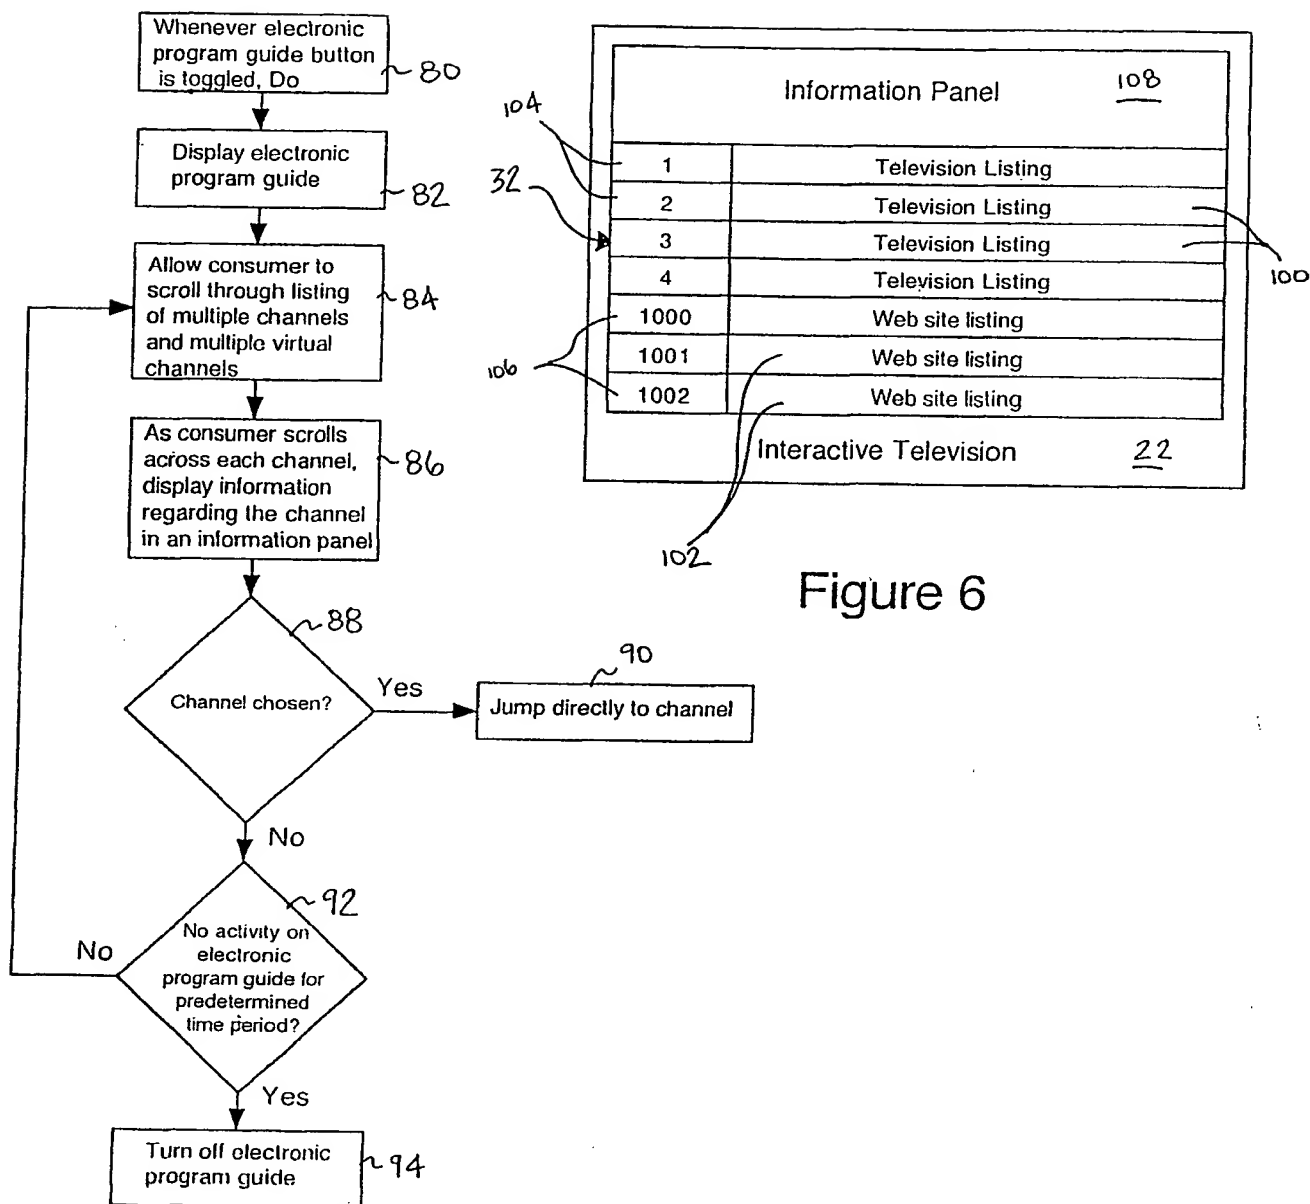 Whenever electronic
program guide button
is toggled, Do
80
Display electronic
program guide
82
Allow consumer to
scroll through listing
of multiple channels
and multiple virtual
channels
84
As consumer scrolls
across each channel,
display information
regarding the channel
in an information panel
86
88
Channel chosen?
Yes
90
Jump directly to channel
No
92
No activity on
electronic
program guide for
predetermined
time period?
No
Yes
Turn off electronic
program guide
94
Information Panel 108
104
1 Television Listing
2 Television Listing
32
3 Television Listing
100
4 Television Listing
1000 Web site listing
106
1001 Web site listing
1002 Web site listing
Interactive Television 22
102
Figure 6